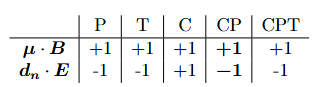 P T C CP CPT
μ · B +1 +1 +1 +1 +1
dₙ · E -1 -1 +1 −1 -1